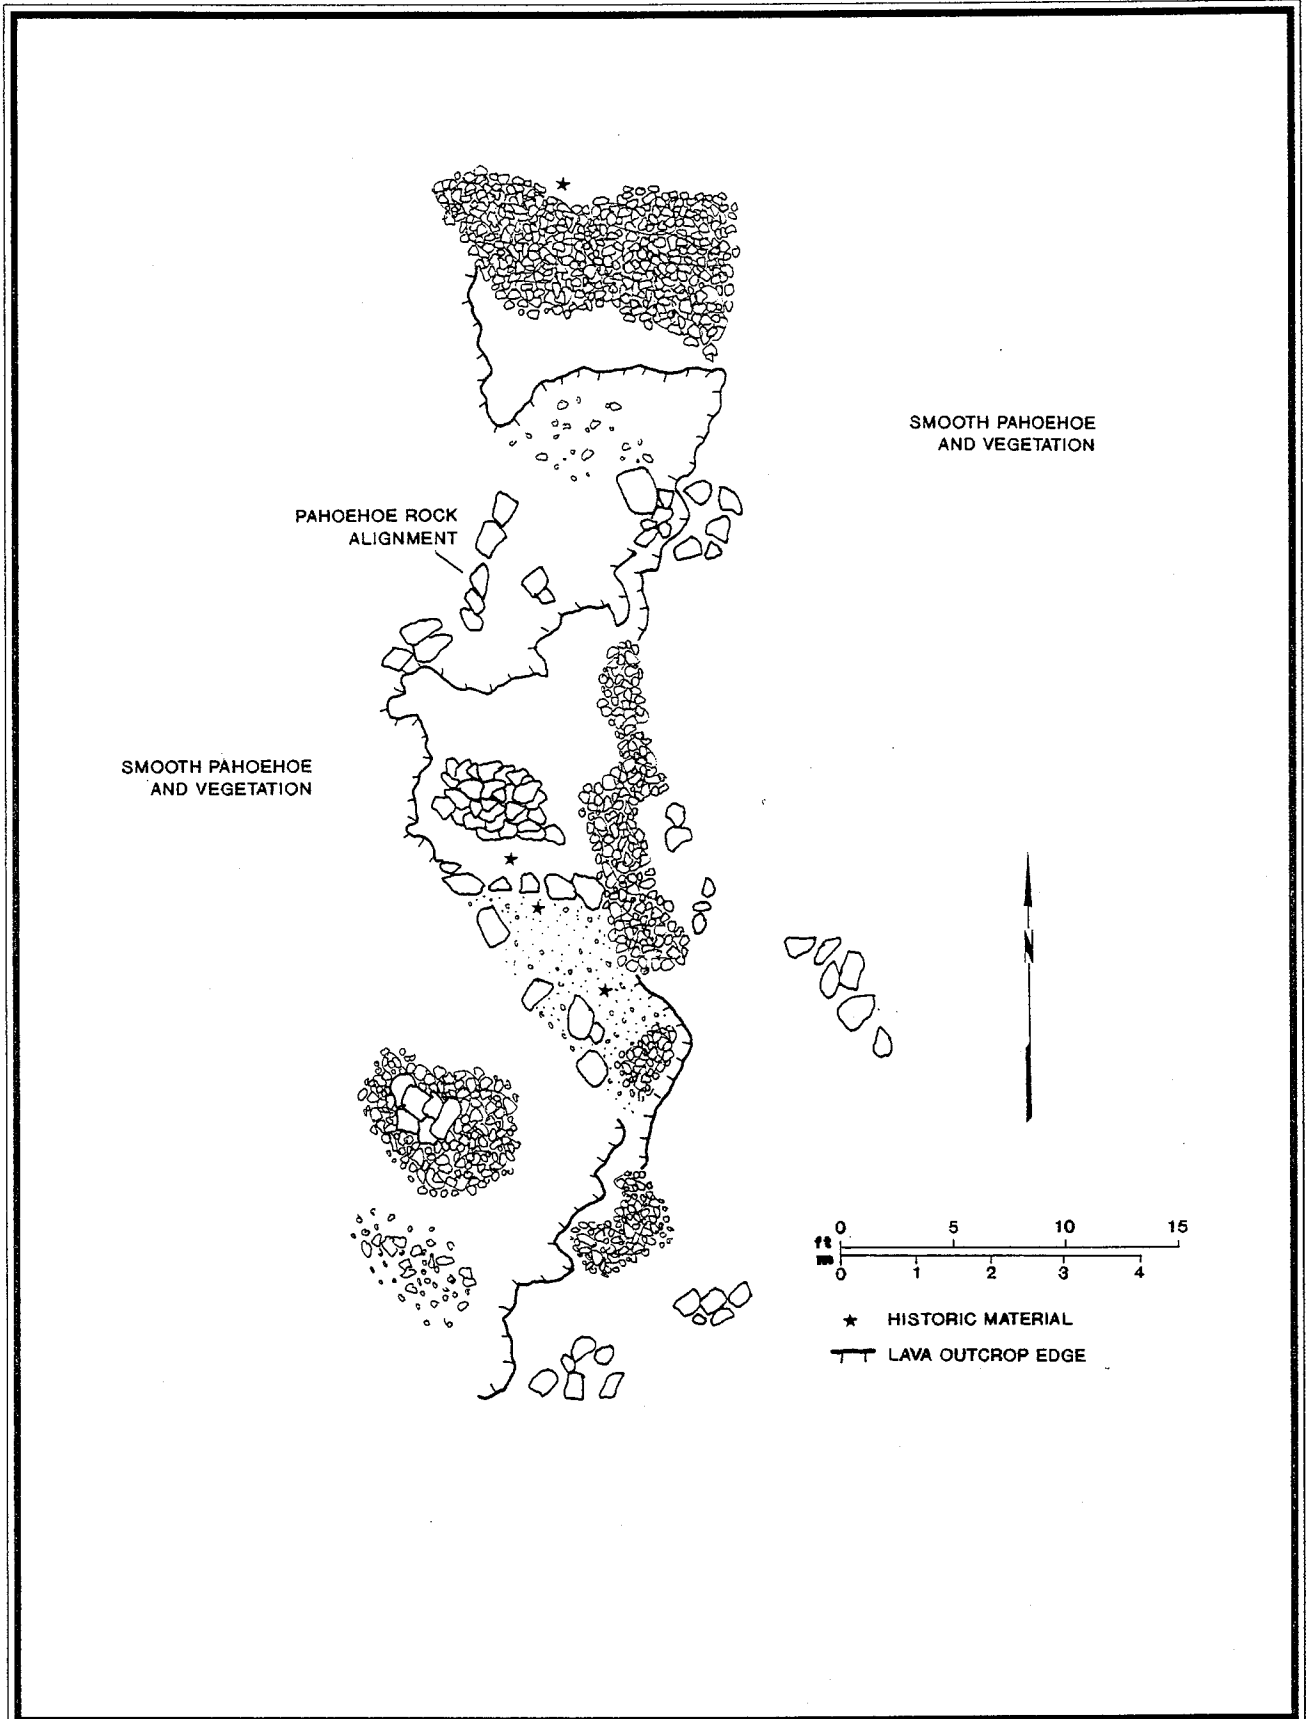 SMOOTH PAHOEHOE
AND VEGETATION
PAHOEHOE ROCK
ALIGNMENT
SMOOTH PAHOEHOE
AND VEGETATION
N
0 5 10 15
ft
m
0 1 2 3 4
★ HISTORIC MATERIAL
LAVA OUTCROP EDGE